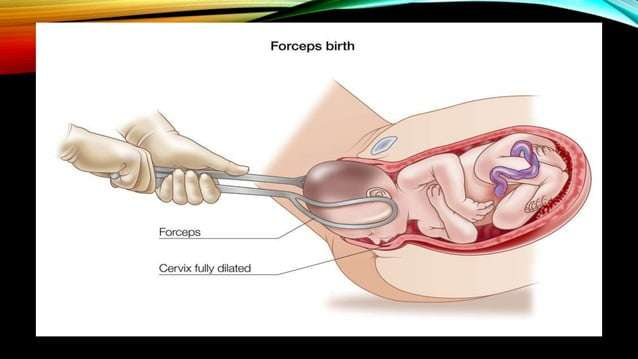 Forceps birth
Forceps
Cervix fully dilated